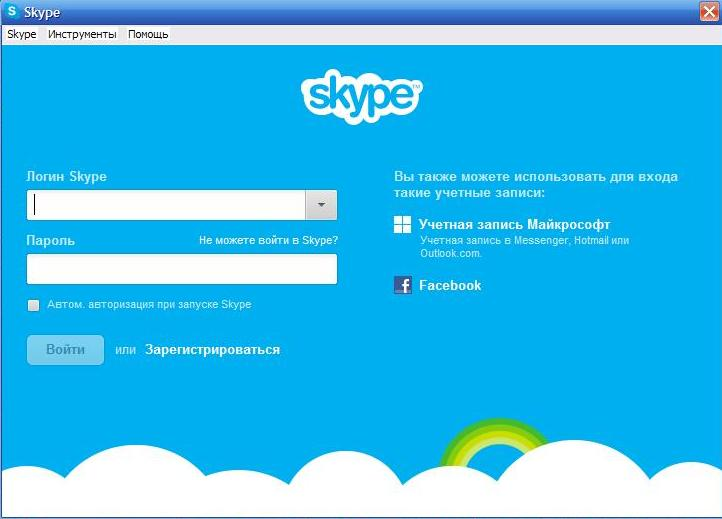 Skype
Skype Инструменты Помощь
skype™
Логин Skype
Пароль
Не можете войти в Skype?
Автом. авторизация при запуске Skype
Войти или Зарегистрироваться
Вы также можете использовать для входа
такие учетные записи:
Учетная запись Майкрософт
Учетная запись в Messenger, Hotmail или
Outlook.com.
Facebook